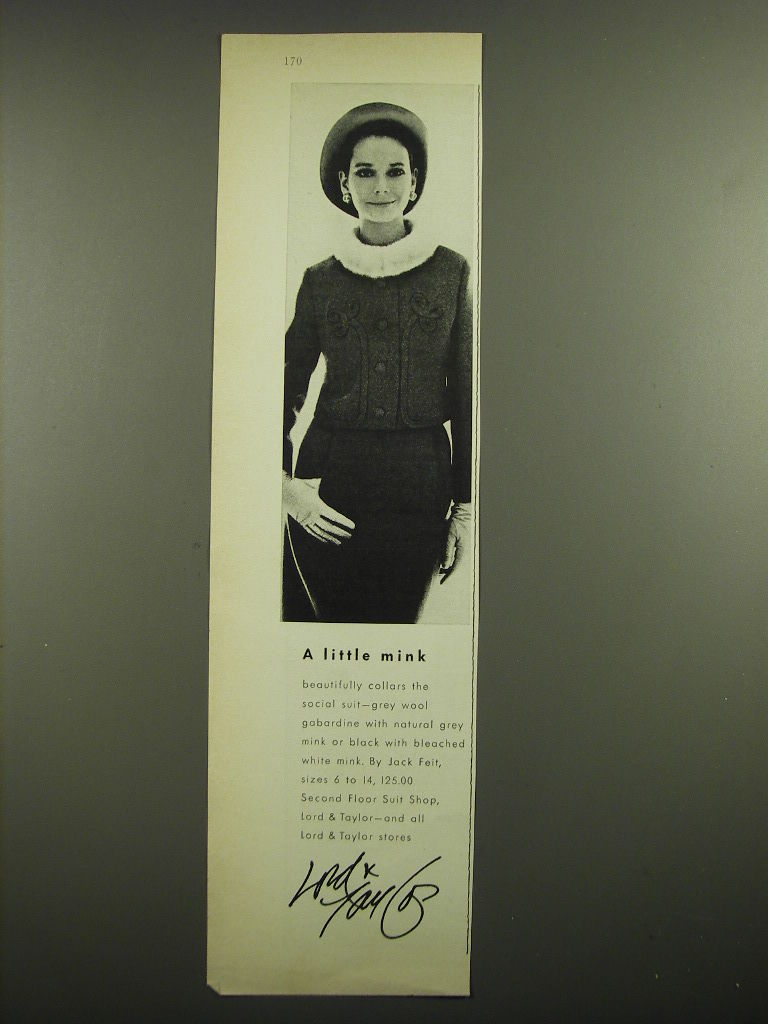 170
A little mink
beautifully collars the
social suit—grey wool
gabardine with natural grey
mink or black with bleached
white mink. By Jack Feit,
sizes 6 to 14, 125.00
Second Floor Suit Shop,
Lord & Taylor—and all
Lord & Taylor stores
Lord &
Taylor